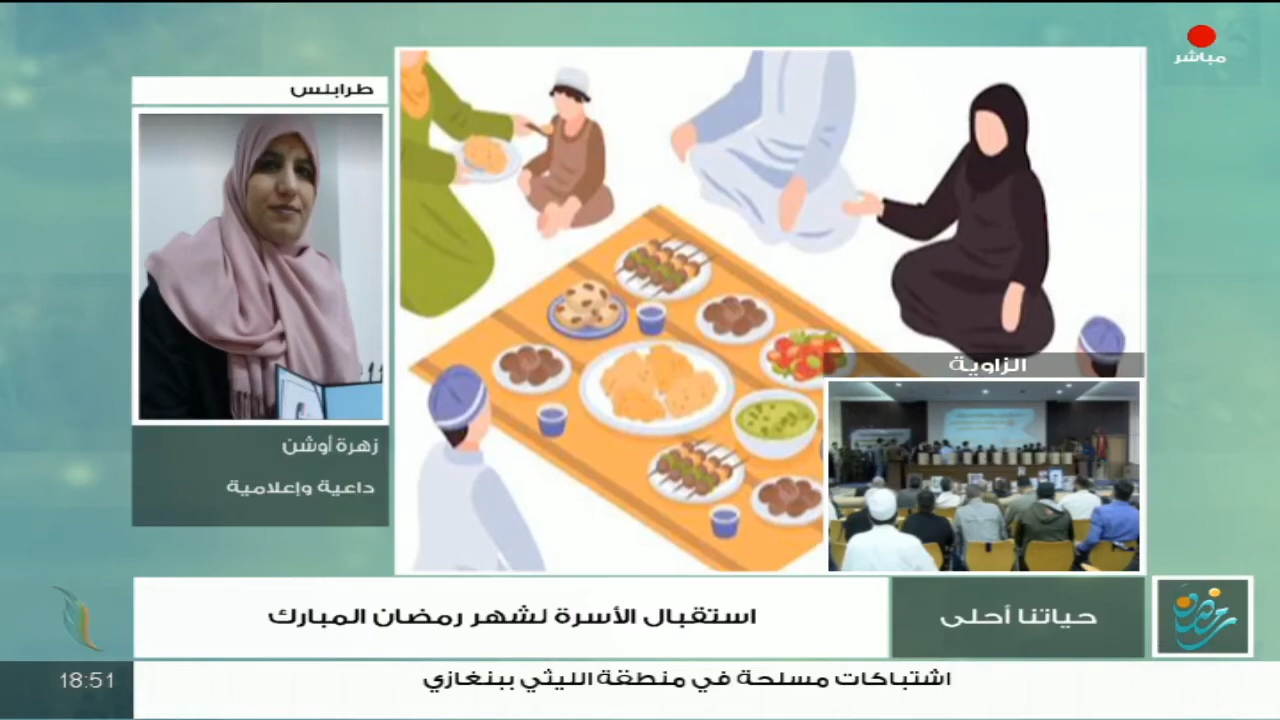 مباشر
طرابلس
زهرة أوشن
داعية وإعلامية
الزاوية
حياتنا أحلى
استقبال الأسرة لشهر رمضان المبارك
رمضان
18:51
اشتباكات مسلحة في منطقة الليثي ببنغازي